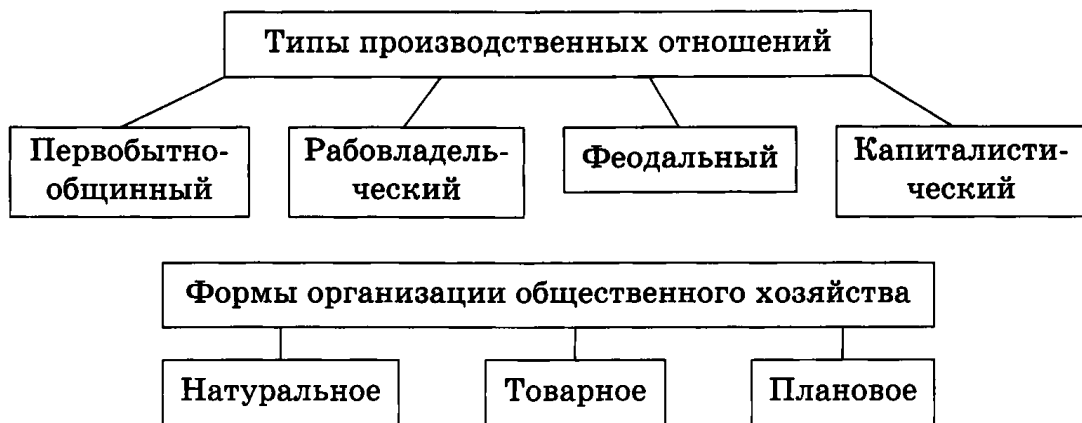 Типы производственных отношений
Первобытно-
общинный
Рабовладель-
ческий
Феодальный
Капиталисти-
ческий
Формы организации общественного хозяйства
Натуральное
Товарное
Плановое